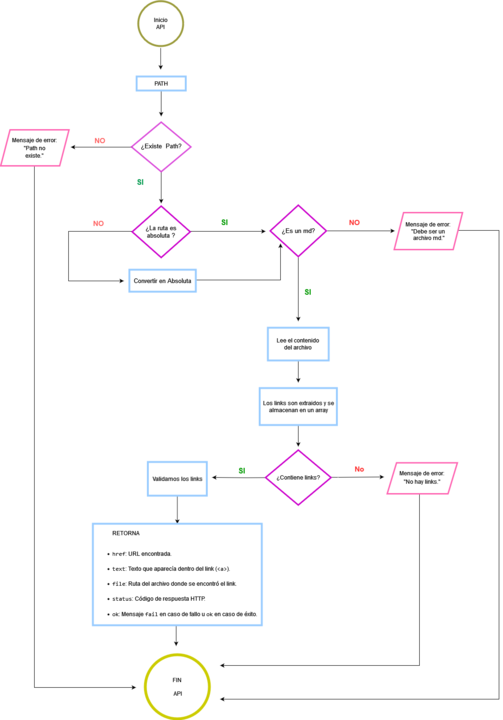 Inicio
API
PATH
Mensaje de error:
"Path no
existe."
NO
¿Existe Path?
SI
NO
¿La ruta es
absoluta ?
SI
¿Es un md?
NO
Mensaje de error:
"Debe ser un
archivo md."
Convertir en Absoluta
SI
Lee el contenido
del archivo
Los links son extraidos y se
almacenan en un array
Validamos los links
SI
¿Contiene links?
No
Mensaje de error:
"No hay links."
RETORNA
• href: URL encontrada.
• text: Texto que aparecía dentro del link (<a>).
• file: Ruta del archivo donde se encontró el link.
• status: Código de respuesta HTTP.
• ok: Mensaje fail en caso de fallo u ok en caso de éxito.
FIN
API